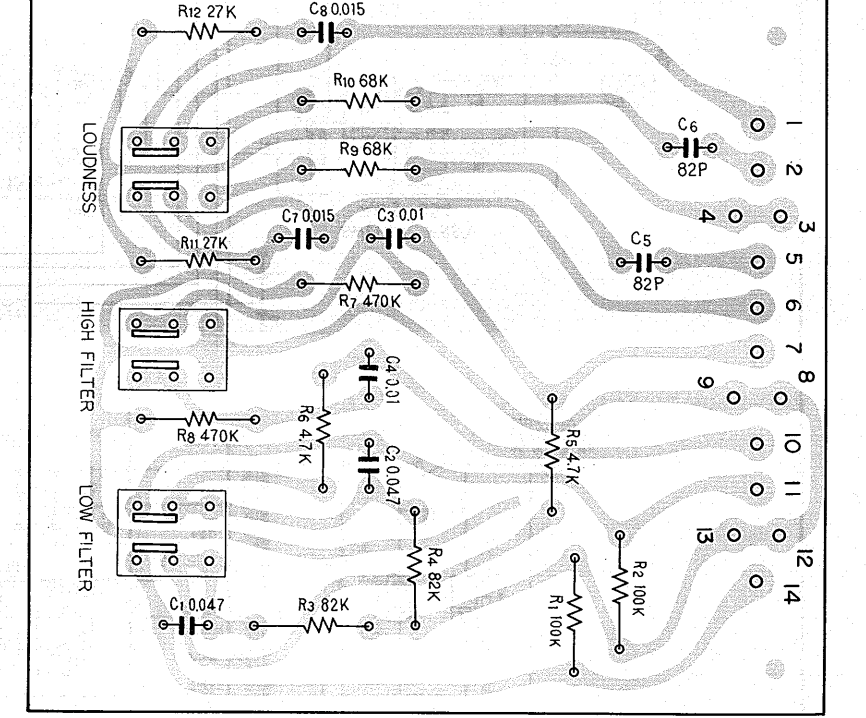 R12 27K
C8 0.015
R10 68K
1
C6
82P
2
LOUDNESS
R9 68K
4
3
C7 0.015
C3 0.01
R11 27K
C5
82P
5
R7 470K
6
HIGH FILTER
7
C4 0.01
9
8
R8 470K
R6 4.7K
R5 4.7K
10
C2 0.047
11
LOW FILTER
13
12
R4 82K
R2 100K
14
C1 0.047
R3 82K
R1 100K